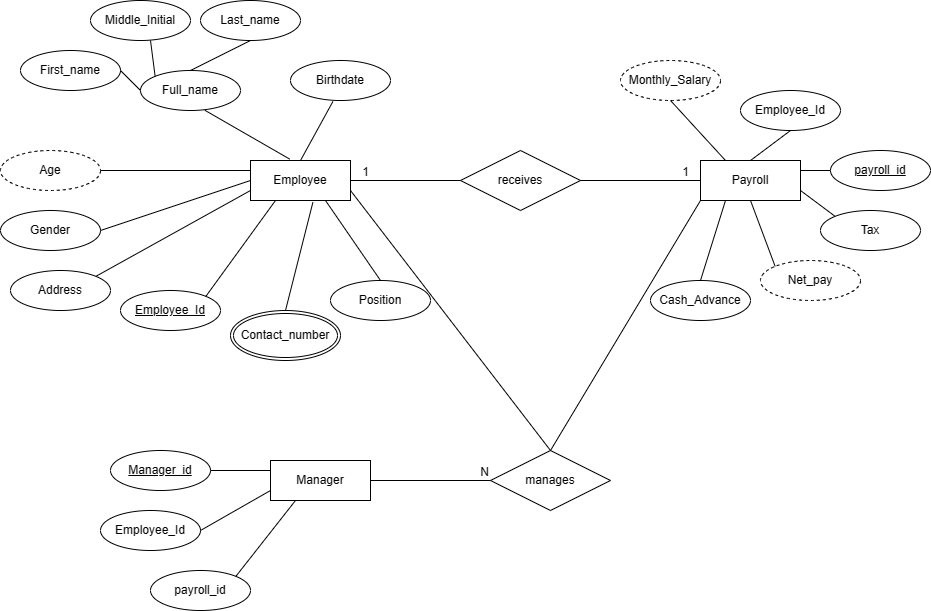 Middle_Initial
Last_name
First_name
Full_name
Birthdate
Monthly_Salary
Employee_Id
Age
Employee
1
receives
1
Payroll
payroll_id
Gender
Tax
Address
Employee_Id
Contact_number
Position
Cash_Advance
Net_pay
Manager_id
Manager
N
manages
Employee_Id
payroll_id